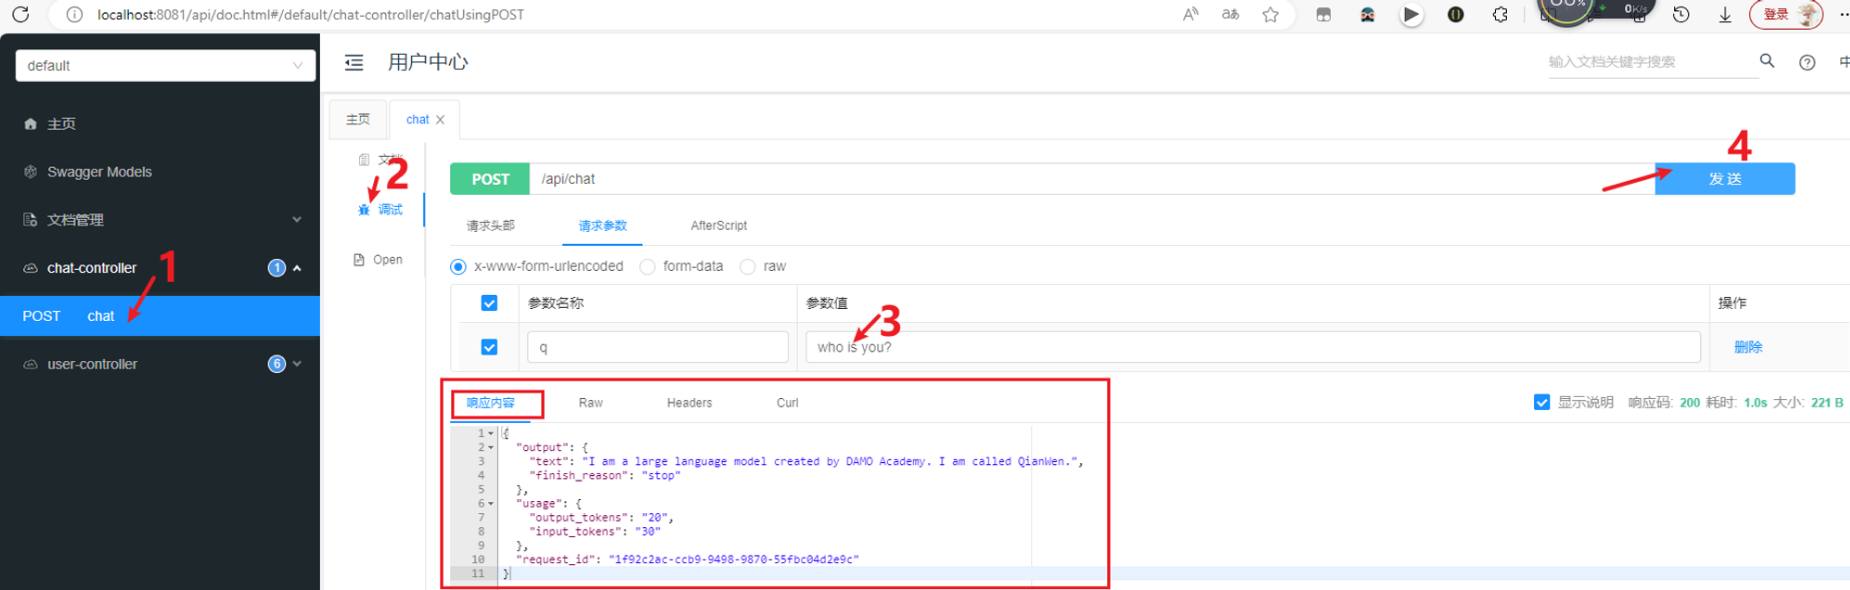 localhost:8081/api/doc.html#/default/chat-controller/chatUsingPOST
0K/s
登录
default
用户中心
输入文档关键字搜索
中
主页
chat
主页
Swagger Models
文档管理
chat-controller
1
POST
chat
user-controller
6
文档
调试
Open
1
2
3
4
POST
/api/chat
发 送
请求头部
请求参数
AfterScript
x-www-form-urlencoded
form-data
raw
参数名称
参数值
操作
q
who is you?
删除
响应内容
Raw
Headers
Curl
显示说明 响应码: 200 耗时: 1.0s 大小: 221 B
1 {
2 "output": {
3 "text": "I am a large language model created by DAMO Academy. I am called QianWen.",
4 "finish_reason": "stop"
5 },
6 "usage": {
7 "output_tokens": "20",
8 "input_tokens": "30"
9 },
10 "request_id": "1f92c2ac-ccb9-9498-9870-55fbc04d2e9c"
11 }